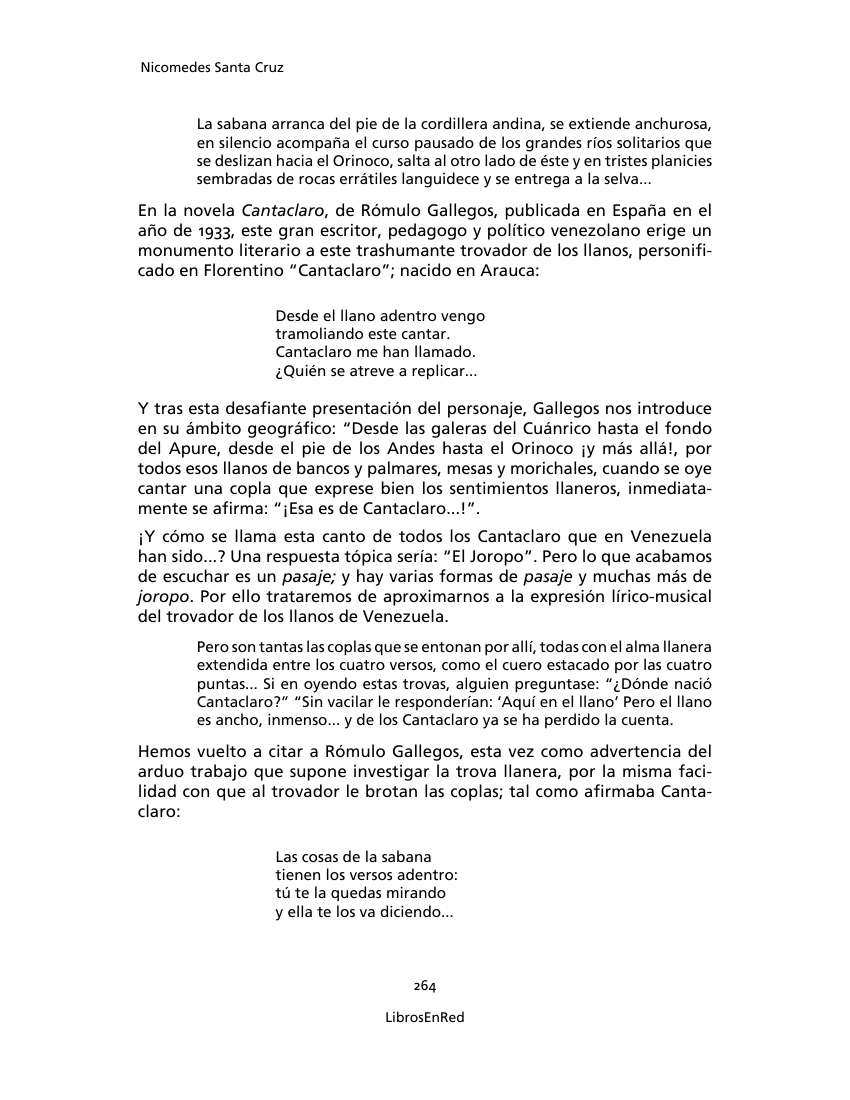 Nicomedes Santa Cruz
La sabana arranca del pie de la cordillera andina, se extiende anchurosa,
en silencio acompaña el curso pausado de los grandes ríos solitarios que
se deslizan hacia el Orinoco, salta al otro lado de éste y en tristes planicies
sembradas de rocas errátiles languidece y se entrega a la selva...
En la novela Cantaclaro, de Rómulo Gallegos, publicada en España en el
año de 1933, este gran escritor, pedagogo y político venezolano erige un
monumento literario a este trashumante trovador de los llanos, personifi-
cado en Florentino “Cantaclaro”; nacido en Arauca:
Desde el llano adentro vengo
tramoliando este cantar.
Cantaclaro me han llamado.
¿Quién se atreve a replicar...
Y tras esta desafiante presentación del personaje, Gallegos nos introduce
en su ámbito geográfico: “Desde las galeras del Cuánrico hasta el fondo
del Apure, desde el pie de los Andes hasta el Orinoco ¡y más allá!, por
todos esos llanos de bancos y palmares, mesas y morichales, cuando se oye
cantar una copla que exprese bien los sentimientos llaneros, inmediata-
mente se afirma: “¡Esa es de Cantaclaro...!”.
¡Y cómo se llama esta canto de todos los Cantaclaro que en Venezuela
han sido...? Una respuesta tópica sería: “El Joropo”. Pero lo que acabamos
de escuchar es un pasaje; y hay varias formas de pasaje y muchas más de
joropo. Por ello trataremos de aproximarnos a la expresión lírico-musical
del trovador de los llanos de Venezuela.
Pero son tantas las coplas que se entonan por allí, todas con el alma llanera
extendida entre los cuatro versos, como el cuero estacado por las cuatro
puntas... Si en oyendo estas trovas, alguien preguntase: “¿Dónde nació
Cantaclaro?” “Sin vacilar le responderían: ‘Aquí en el llano’ Pero el llano
es ancho, inmenso... y de los Cantaclaro ya se ha perdido la cuenta.
Hemos vuelto a citar a Rómulo Gallegos, esta vez como advertencia del
arduo trabajo que supone investigar la trova llanera, por la misma faci-
lidad con que al trovador le brotan las coplas; tal como afirmaba Canta-
claro:
Las cosas de la sabana
tienen los versos adentro:
tú te la quedas mirando
y ella te los va diciendo...
264
LibrosEnRed